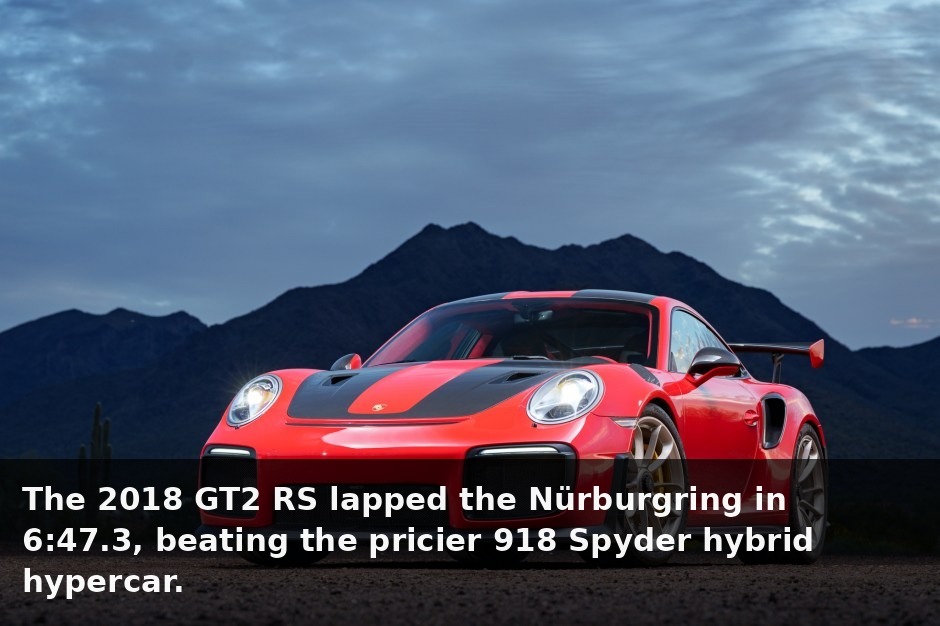 The 2018 GT2 RS lapped the Nürburgring in
6:47.3, beating the pricier 918 Spyder hybrid
hypercar.